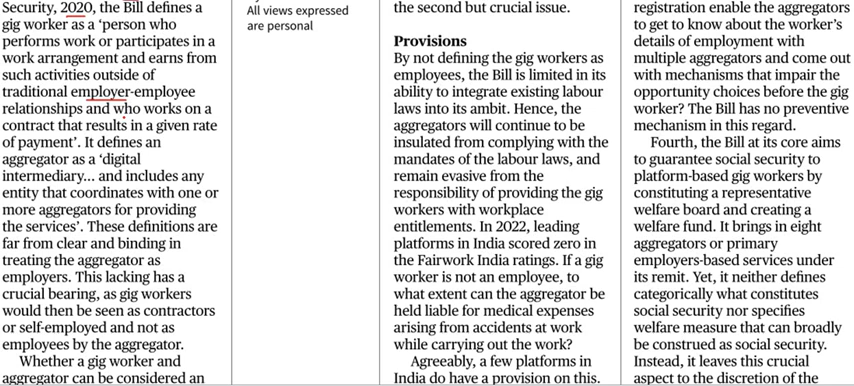 Security, 2020, the Bill defines a
gig worker as a ‘person who
performs work or participates in a
work arrangement and earns from
such activities outside of
traditional employer-employee
relationships and who works on a
contract that results in a given rate
of payment’. It defines an
aggregator as a ‘digital
intermediary... and includes any
entity that coordinates with one or
more aggregators for providing
the services’. These definitions are
far from clear and binding in
treating the aggregator as
employers. This lacking has a
crucial bearing, as gig workers
would then be seen as contractors
or self-employed and not as
employees by the aggregator.
Whether a gig worker and
aggregator can be considered an
All views expressed
are personal
the second but crucial issue.
Provisions
By not defining the gig workers as
employees, the Bill is limited in its
ability to integrate existing labour
laws into its ambit. Hence, the
aggregators will continue to be
insulated from complying with the
mandates of the labour laws, and
remain evasive from the
responsibility of providing the gig
workers with workplace
entitlements. In 2022, leading
platforms in India scored zero in
the Fairwork India ratings. If a gig
worker is not an employee, to
what extent can the aggregator be
held liable for medical expenses
arising from accidents at work
while carrying out the work?
Agreeably, a few platforms in
India do have a provision on this.
registration enable the aggregators
to get to know about the worker’s
details of employment with
multiple aggregators and come out
with mechanisms that impair the
opportunity choices before the gig
worker? The Bill has no preventive
mechanism in this regard.
Fourth, the Bill at its core aims
to guarantee social security to
platform-based gig workers by
constituting a representative
welfare board and creating a
welfare fund. It brings in eight
aggregators or primary
employers-based services under
its remit. Yet, it neither defines
categorically what constitutes
social security nor specifies
welfare measure that can broadly
be construed as social security.
Instead, it leaves this crucial
aspect to the discretion of the